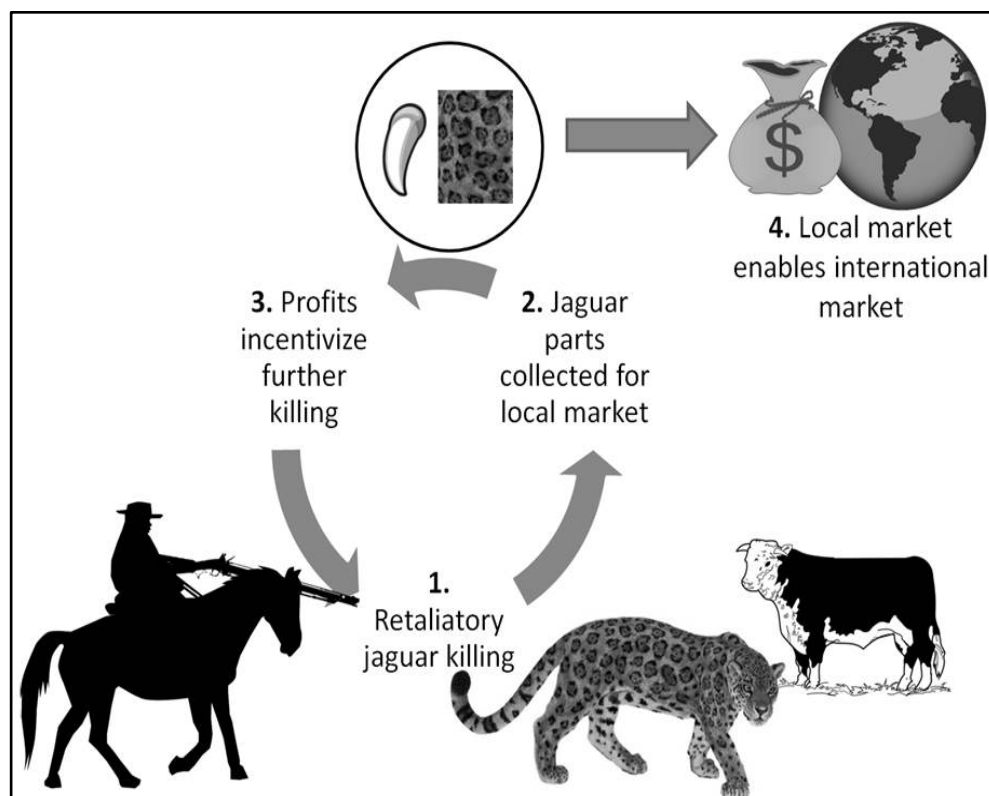 $
4. Local market
enables international
market
3. Profits
incentivize
further
killing
2. Jaguar
parts
collected for
local market
1.
Retaliatory
jaguar killing